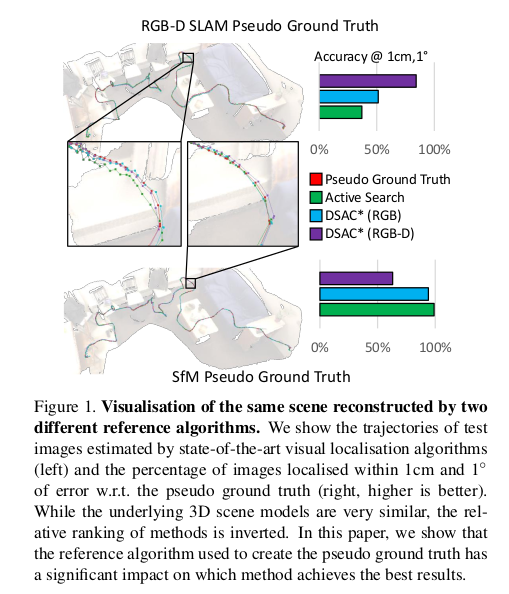 RGB-D SLAM Pseudo Ground Truth
Accuracy @ 1cm,1°
0% 50% 100%
Pseudo Ground Truth
Active Search
DSAC* (RGB)
DSAC* (RGB-D)
0% 50% 100%
SfM Pseudo Ground Truth
Figure 1. Visualisation of the same scene reconstructed by two
different reference algorithms. We show the trajectories of test
images estimated by state-of-the-art visual localisation algorithms
(left) and the percentage of images localised within 1cm and 1°
of error w.r.t. the pseudo ground truth (right, higher is better).
While the underlying 3D scene models are very similar, the rel-
ative ranking of methods is inverted. In this paper, we show that
the reference algorithm used to create the pseudo ground truth has
a significant impact on which method achieves the best results.